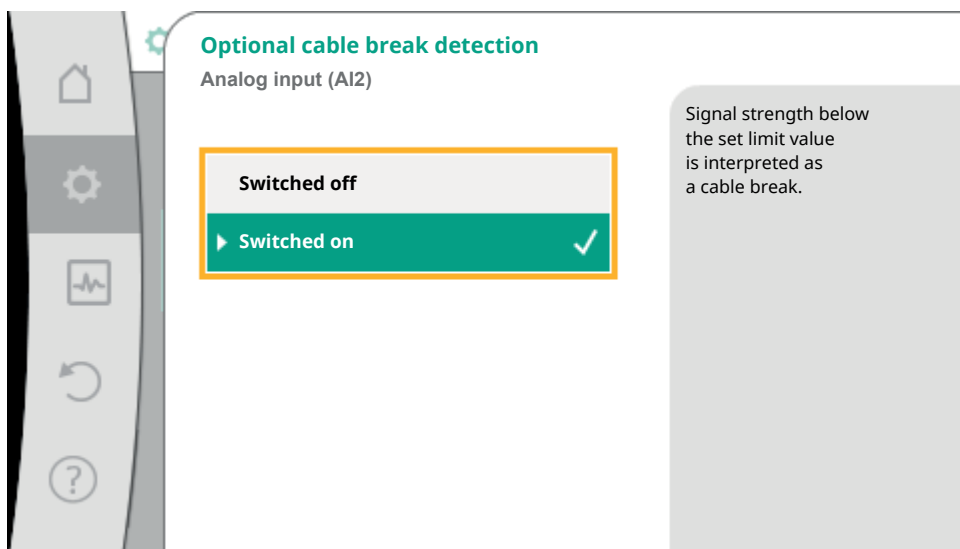 Optional cable break detection
Analog input (AI2)
Switched off
Switched on
Signal strength below
the set limit value
is interpreted as
a cable break.
?